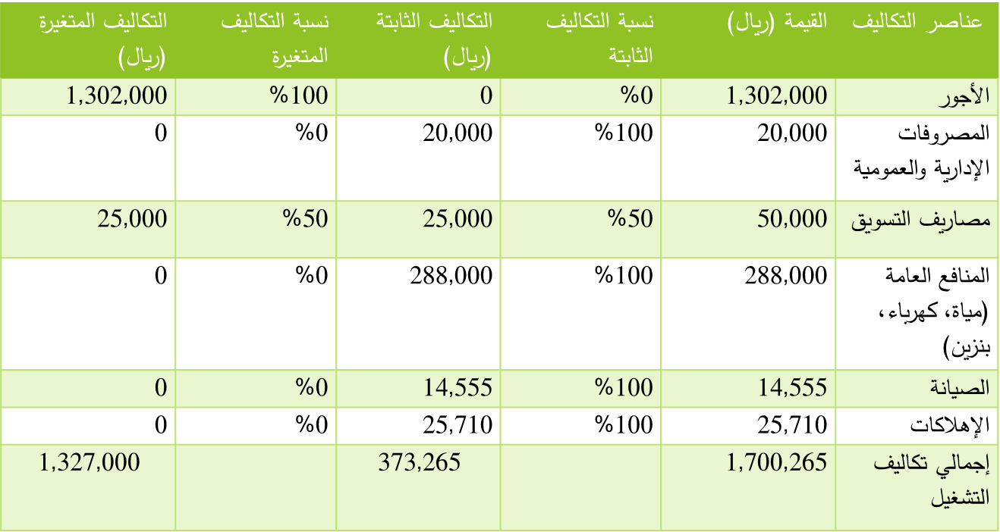 عناصر التكاليف القيمة (ريال) نسبة التكاليف التكاليف الثابتة نسبة التكاليف التكاليف المتغيرة
الثابتة (ريال) المتغيرة (ريال)
الأجور 1,302,000 %0 0 %100 1,302,000
المصروفات 20,000 %100 20,000 %0 0
الإدارية والعمومية
مصاريف التسويق 50,000 %50 25,000 %50 25,000
المنافع العامة 288,000 %100 288,000 %0 0
(مياة، كهرباء،
بنزين)
الصيانة 14,555 %100 14,555 %0 0
الإهلاكات 25,710 %100 25,710 %0 0
إجمالي تكاليف 1,700,265 373,265 1,327,000
التشغيل